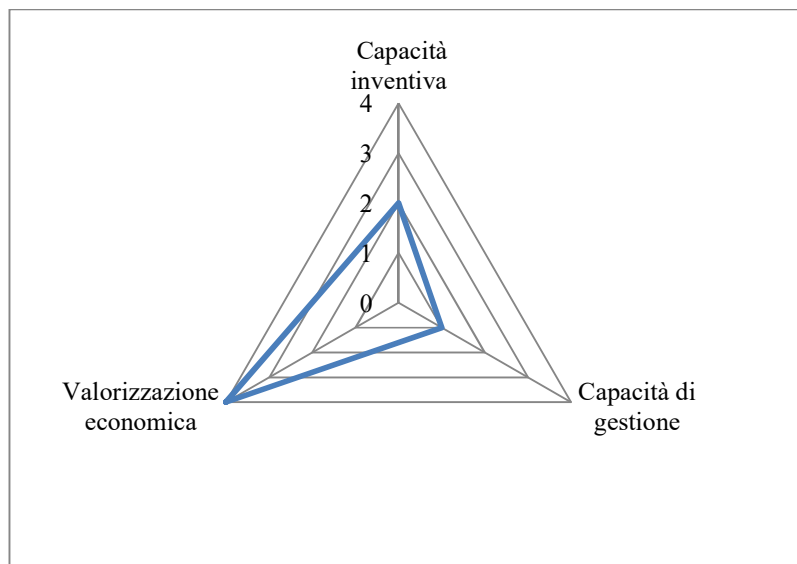 Capacità
inventiva
4
3
2
1
0
Valorizzazione
economica
Capacità di
gestione